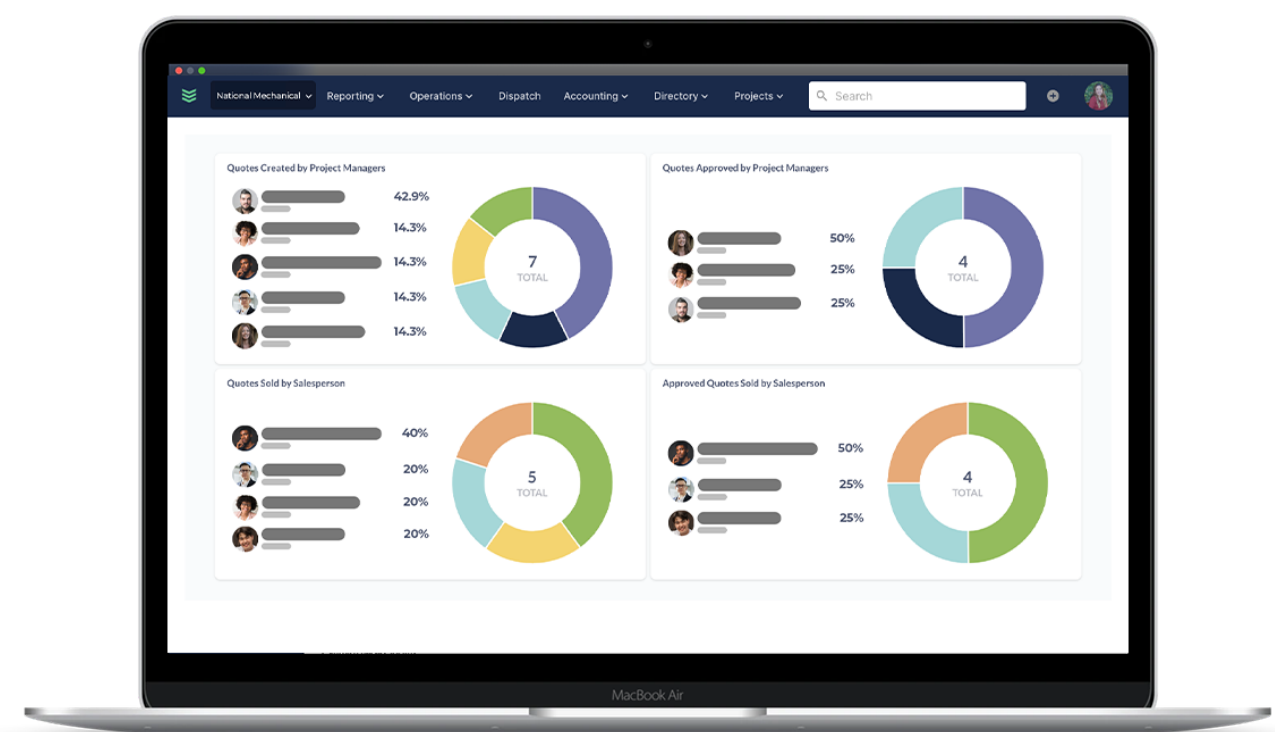 National Mechanical Reporting Operations Dispatch Accounting Directory Projects Search
Quotes Created by Project Managers
42.9%
14.3%
14.3%
14.3%
14.3%
7
TOTAL
Quotes Approved by Project Managers
50%
25%
25%
4
TOTAL
Quotes Sold by Salesperson
40%
20%
20%
20%
5
TOTAL
Approved Quotes Sold by Salesperson
50%
25%
25%
4
TOTAL
MacBook Air